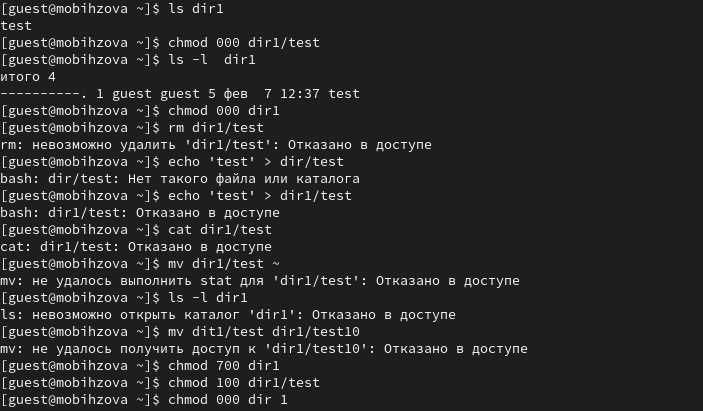 [guest@mobihzova ~]$ ls dir1
test
[guest@mobihzova ~]$ chmod 000 dir1/test
[guest@mobihzova ~]$ ls -l  dir1
итого 4
----------. 1 guest guest 5 фев  7 12:37 test
[guest@mobihzova ~]$ chmod 000 dir1
[guest@mobihzova ~]$ rm dir1/test
rm: невозможно удалить 'dir1/test': Отказано в доступе
[guest@mobihzova ~]$ echo 'test' > dir/test
bash: dir/test: Нет такого файла или каталога
[guest@mobihzova ~]$ echo 'test' > dir1/test
bash: dir1/test: Отказано в доступе
[guest@mobihzova ~]$ cat dir1/test
cat: dir1/test: Отказано в доступе
[guest@mobihzova ~]$ mv dir1/test ~
mv: не удалось выполнить stat для 'dir1/test': Отказано в доступе
[guest@mobihzova ~]$ ls -l dir1
ls: невозможно открыть каталог 'dir1': Отказано в доступе
[guest@mobihzova ~]$ mv dit1/test dir1/test10
mv: не удалось получить доступ к 'dir1/test10': Отказано в доступе
[guest@mobihzova ~]$ chmod 700 dir1
[guest@mobihzova ~]$ chmod 100 dir1/test
[guest@mobihzova ~]$ chmod 000 dir 1